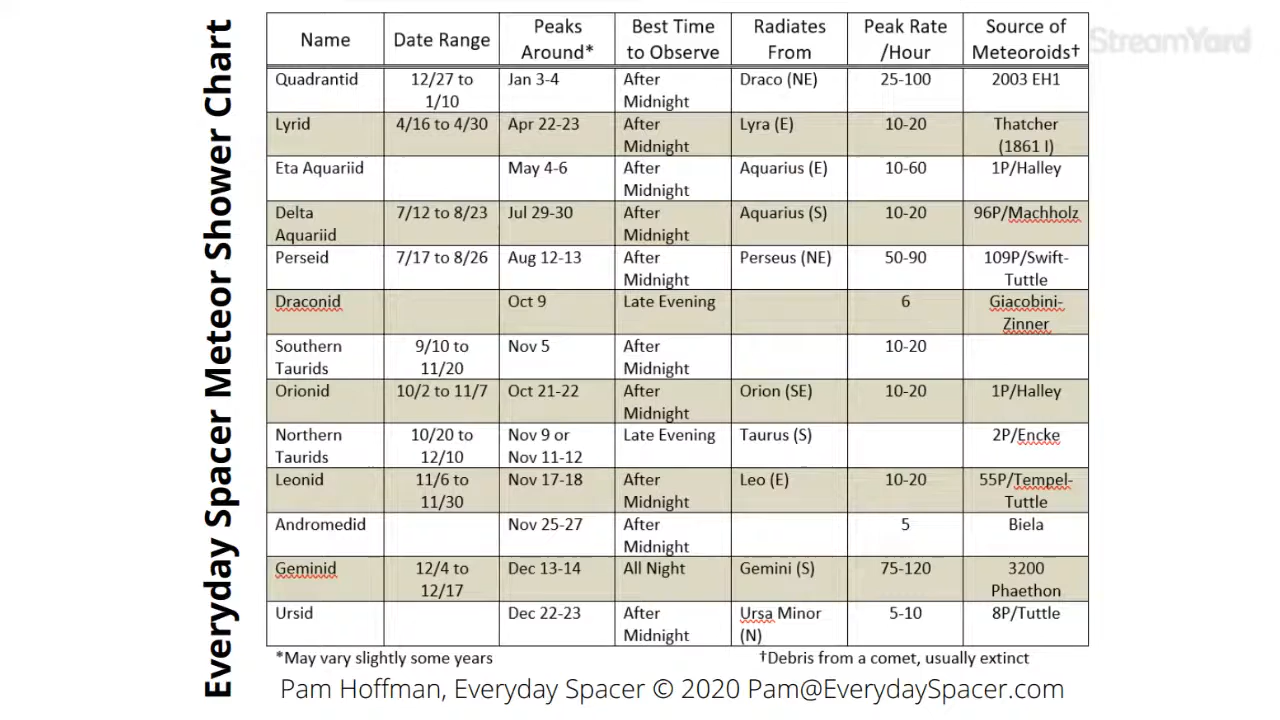 Everyday Spacer Meteor Shower Chart
StreamYard
Name Date Range Peaks Around* Best Time to Observe Radiates From Peak Rate /Hour Source of Meteoroids†
Quadrantid 12/27 to 1/10 Jan 3-4 After Midnight Draco (NE) 25-100 2003 EH1
Lyrid 4/16 to 4/30 Apr 22-23 After Midnight Lyra (E) 10-20 Thatcher (1861 I)
Eta Aquariid May 4-6 After Midnight Aquarius (E) 10-60 1P/Halley
Delta Aquariid 7/12 to 8/23 Jul 29-30 After Midnight Aquarius (S) 10-20 96P/Machholz
Perseid 7/17 to 8/26 Aug 12-13 After Midnight Perseus (NE) 50-90 109P/Swift-Tuttle
Draconid Oct 9 Late Evening 6 Giacobini-Zinner
Southern Taurids 9/10 to 11/20 Nov 5 After Midnight 10-20
Orionid 10/2 to 11/7 Oct 21-22 After Midnight Orion (SE) 10-20 1P/Halley
Northern Taurids 10/20 to 12/10 Nov 9 or Nov 11-12 Late Evening Taurus (S) 2P/Encke
Leonid 11/6 to 11/30 Nov 17-18 After Midnight Leo (E) 10-20 55P/Tempel-Tuttle
Andromedid Nov 25-27 After Midnight 5 Biela
Geminid 12/4 to 12/17 Dec 13-14 All Night Gemini (S) 75-120 3200 Phaethon
Ursid Dec 22-23 After Midnight Ursa Minor (N) 5-10 8P/Tuttle
*May vary slightly some years †Debris from a comet, usually extinct
Pam Hoffman, Everyday Spacer © 2020 Pam@EverydaySpacer.com